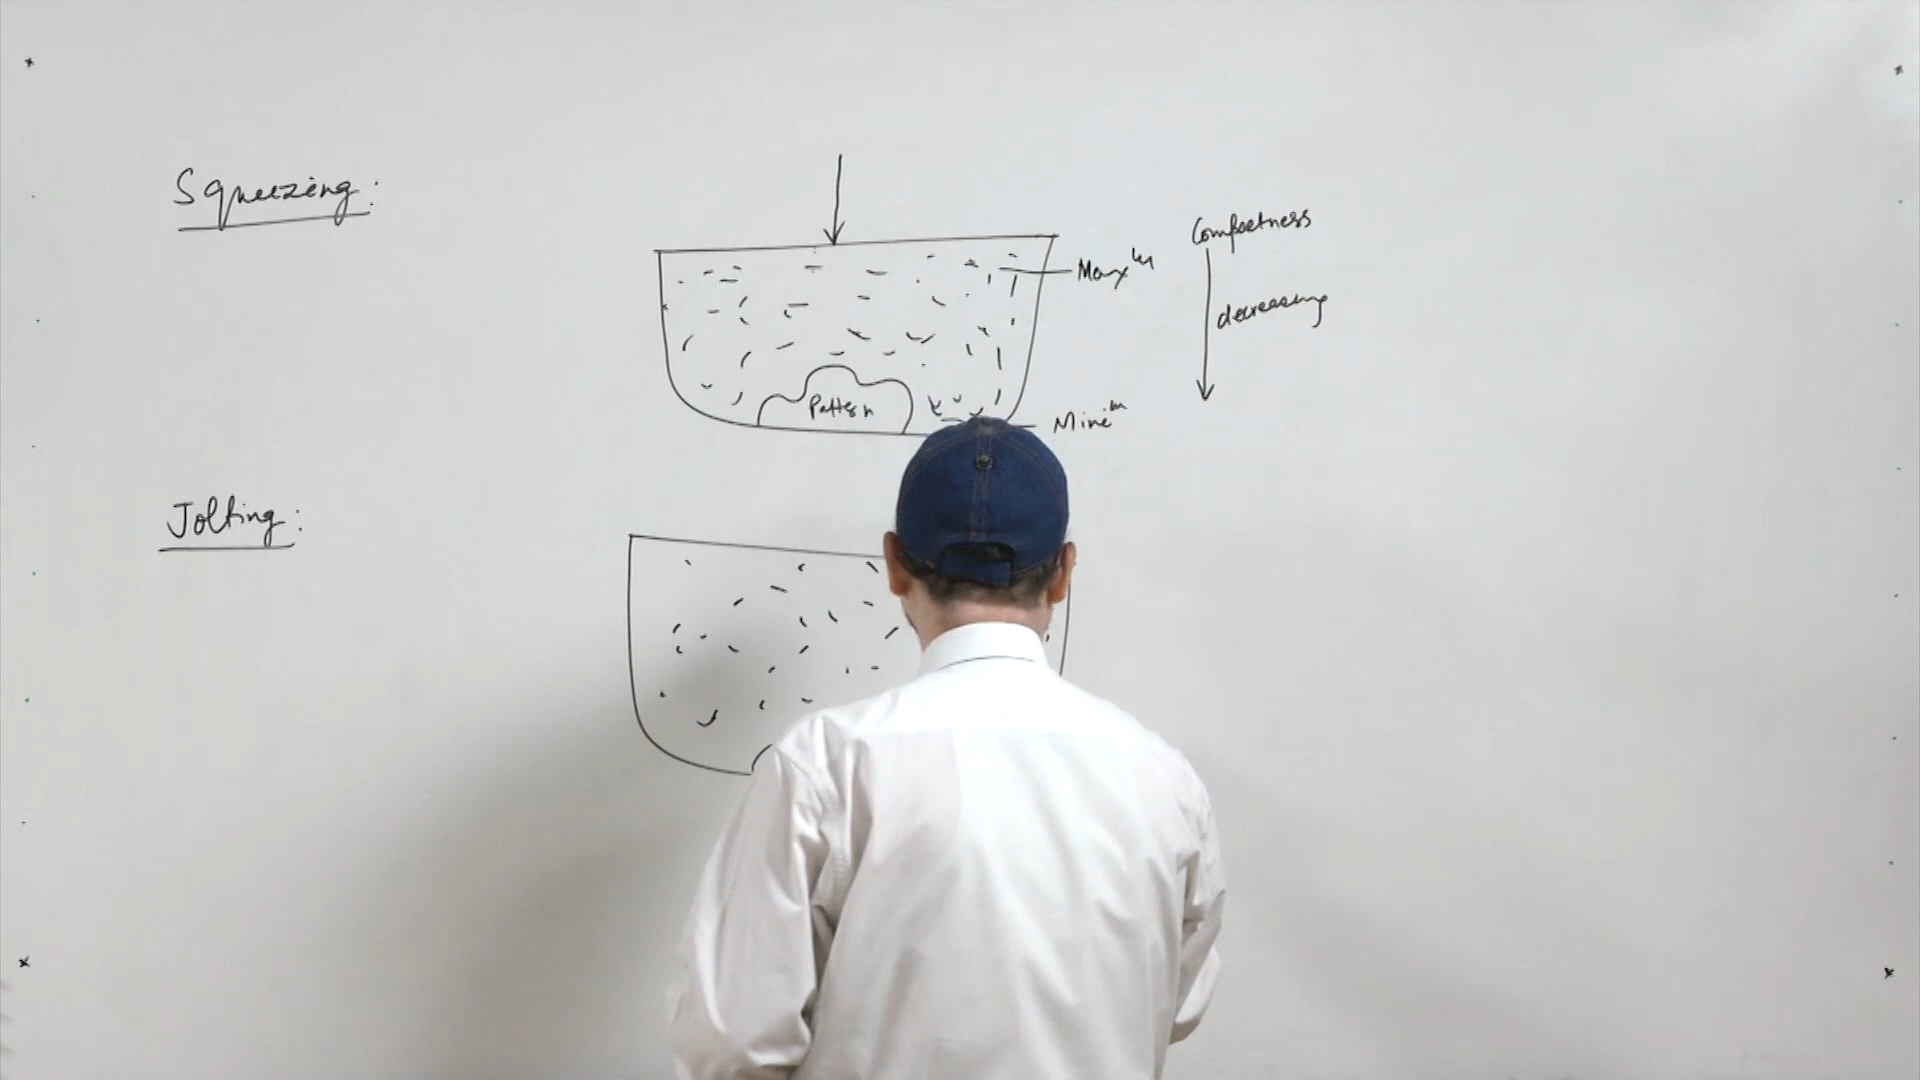 Squeezing:
Compactness
Max^m
decreasing
Pattern
Mini^m
Jolting: